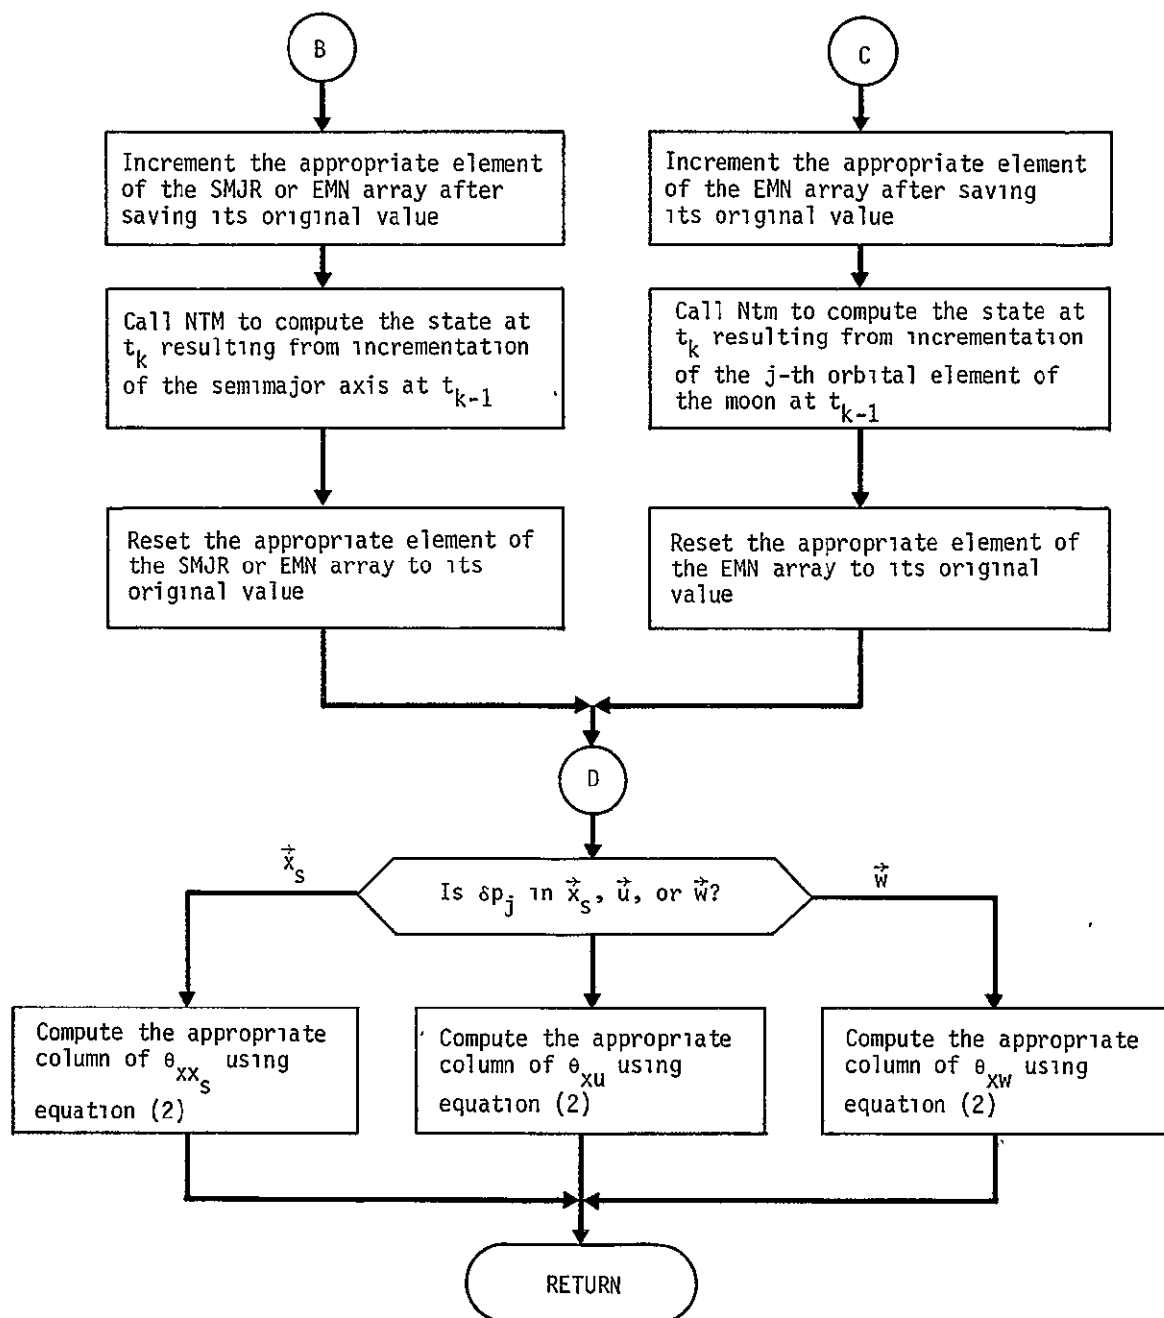 B
C
Increment the appropriate element
of the SMJR or EMN array after
saving its original value
Increment the appropriate element
of the EMN array after saving
its original value
Call NTM to compute the state at
t_k resulting from incrementation
of the semimajor axis at t_{k-1}
Call Ntm to compute the state at
t_k resulting from incrementation
of the j-th orbital element of
the moon at t_{k-1}
Reset the appropriate element of
the SMJR or EMN array to its
original value
Reset the appropriate element of
the EMN array to its original
value
D
x⃗_s
Is δp_j in x⃗_s, u⃗, or w⃗?
w⃗
Compute the appropriate
column of θ_{xx_s} using
equation (2)
Compute the appropriate
column of θ_{xu} using
equation (2)
Compute the appropriate
column of θ_{xw} using
equation (2)
RETURN